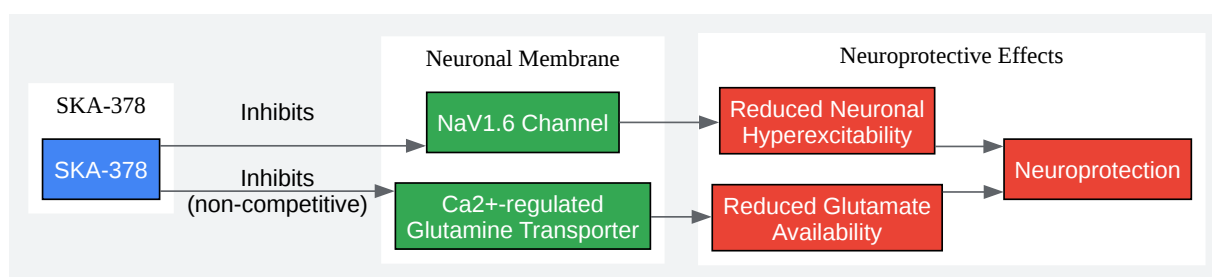 SKA-378
SKA-378
Inhibits
Inhibits
(non-competitive)
Neuronal Membrane
NaV1.6 Channel
Ca2+-regulated
Glutamine Transporter
Neuroprotective Effects
Reduced Neuronal
Hyperexcitability
Reduced Glutamate
Availability
Neuroprotection